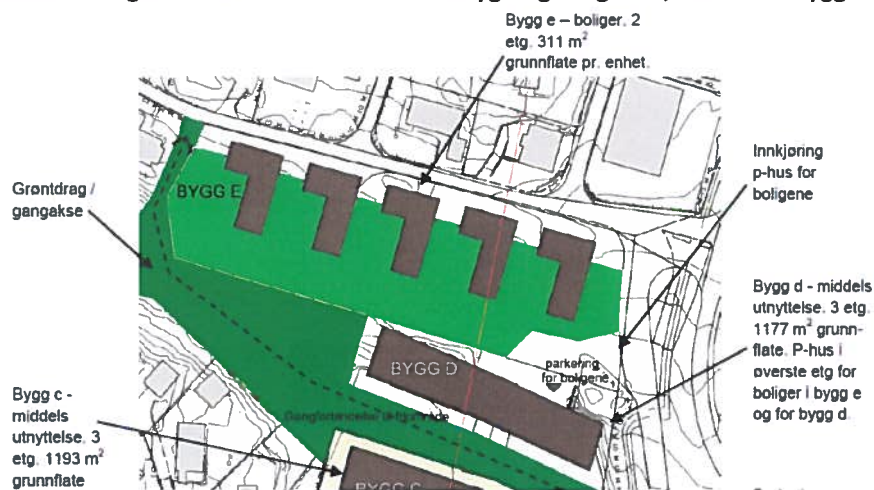 Bygg e – boliger. 2
etg. 311 m²
grunnflate pr. enhet.
Innkjøring
p-hus for
boligene
Grøntdrag /
gangakse
BYGG E
Bygg d - middels
utnyttelse. 3 etg.
1177 m² grunn-
flate. P-hus i
øverste etg for
boliger i bygg e
og for bygg d.
BYGG D
parkering
for boligene
Bygg c -
middels
utnyttelse. 3
etg. 1193 m²
grunnflate
BYGG C